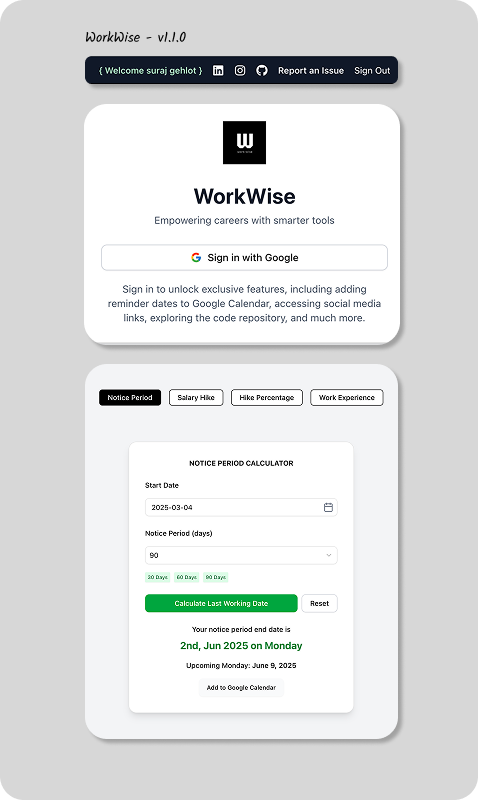 WorkWise - v1.1.0
{ Welcome suraj gehlot } Report an Issue Sign Out
W
WorkWise
Empowering careers with smarter tools
Sign in with Google
Sign in to unlock exclusive features, including adding
reminder dates to Google Calendar, accessing social media
links, exploring the code repository, and much more.
Notice Period Salary Hike Hike Percentage Work Experience
NOTICE PERIOD CALCULATOR
Start Date
2025-03-04
Notice Period (days)
90
30 Days 60 Days 90 Days
Calculate Last Working Date Reset
Your notice period end date is
2nd, Jun 2025 on Monday
Upcoming Monday: June 9, 2025
Add to Google Calendar